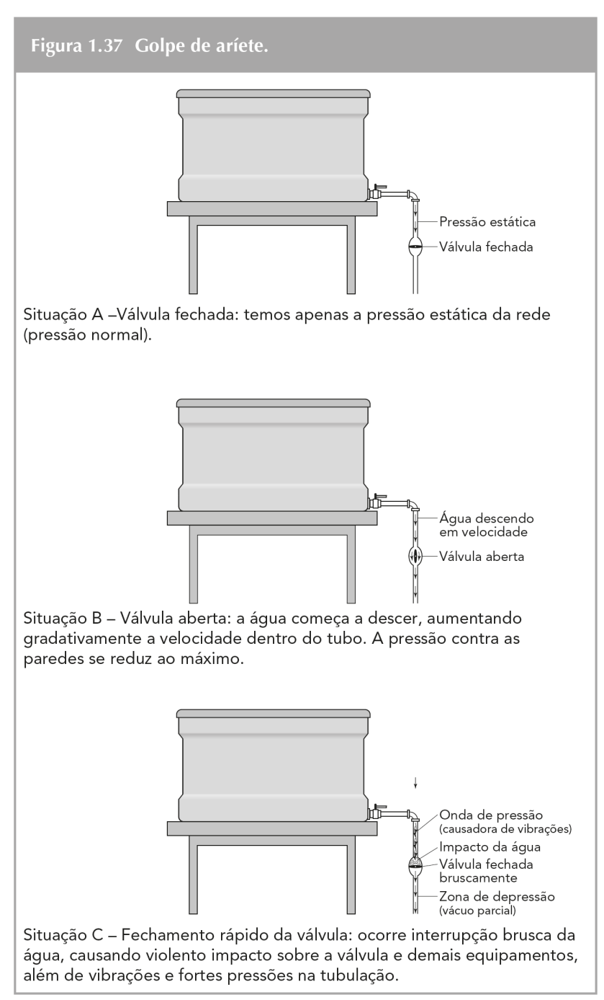 Figura 1.37 Golpe de aríete.
Pressão estática
Válvula fechada
Situação A –Válvula fechada: temos apenas a pressão estática da rede
(pressão normal).
Água descendo
em velocidade
Válvula aberta
Situação B – Válvula aberta: a água começa a descer, aumentando
gradativamente a velocidade dentro do tubo. A pressão contra as
paredes se reduz ao máximo.
Onda de pressão
(causadora de vibrações)
Impacto da água
Válvula fechada
bruscamente
Zona de depressão
(vácuo parcial)
Situação C – Fechamento rápido da válvula: ocorre interrupção brusca da
água, causando violento impacto sobre a válvula e demais equipamentos,
além de vibrações e fortes pressões na tubulação.